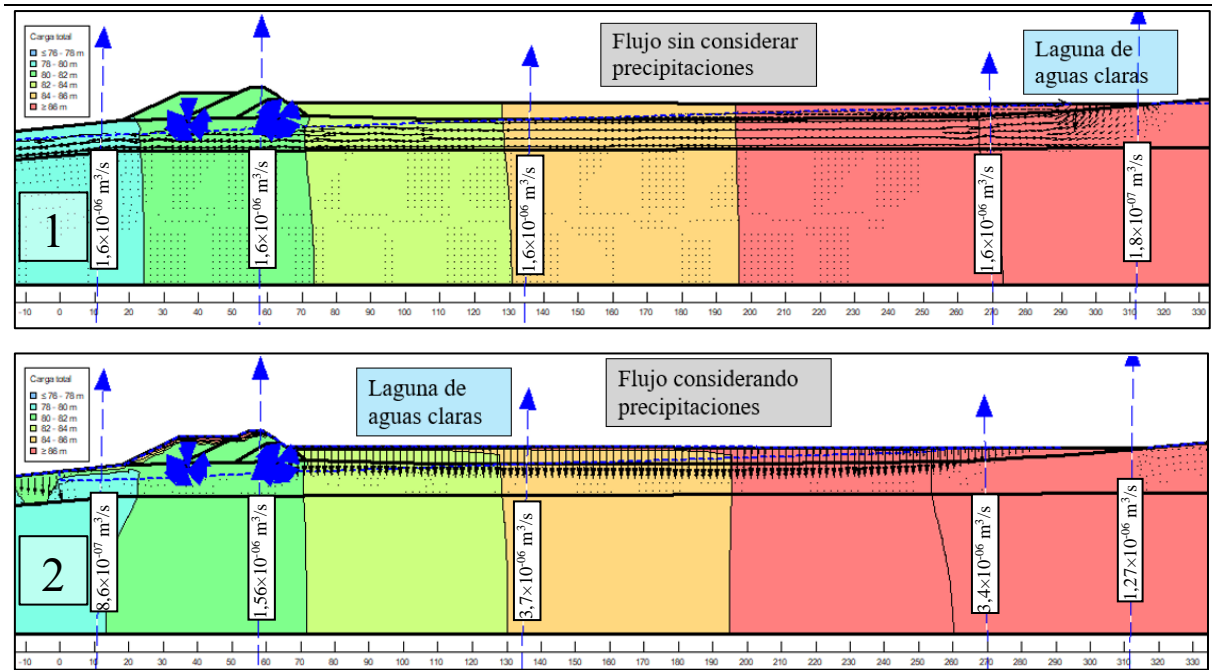 Carga total
≤ 76 - 78 m
78 - 80 m
80 - 82 m
82 - 84 m
84 - 86 m
≥ 86 m
Flujo sin considerar
precipitaciones
Laguna de
aguas claras
1
1,6×10⁻⁰⁶ m³/s
1,6×10⁻⁰⁶ m³/s
1,6×10⁻⁰⁶ m³/s
1,6×10⁻⁰⁶ m³/s
1,8×10⁻⁰⁷ m³/s
-10 0 10 20 30 40 50 60 70 80 90 100 110 120 130 140 150 160 170 180 190 200 210 220 230 240 250 260 270 280 290 300 310 320 330
Carga total
≤ 76 - 78 m
78 - 80 m
80 - 82 m
82 - 84 m
84 - 86 m
≥ 86 m
Laguna de
aguas claras
Flujo considerando
precipitaciones
2
8,6×10⁻⁰⁷ m³/s
1,56×10⁻⁰⁶ m³/s
3,7×10⁻⁰⁶ m³/s
3,4×10⁻⁰⁶ m³/s
1,27×10⁻⁰⁶ m³/s
-10 0 10 20 30 40 50 60 70 80 90 100 110 120 130 140 150 160 170 180 190 200 210 220 230 240 250 260 270 280 290 300 310 320 330